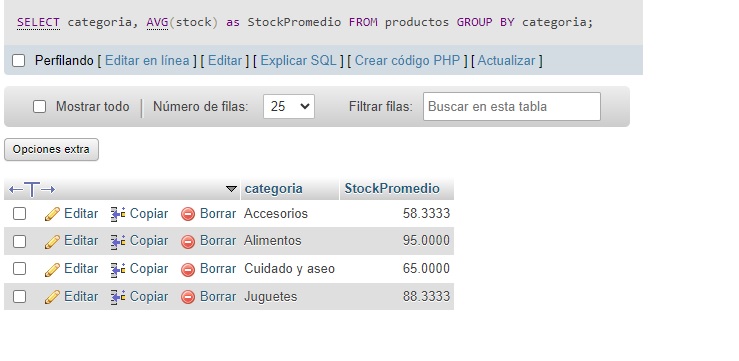 SELECT categoria, AVG(stock) as StockPromedio FROM productos GROUP BY categoria;
Perfilando [ Editar en línea ] [ Editar ] [ Explicar SQL ] [ Crear código PHP ] [ Actualizar ]
Mostrar todo | Número de filas: 25 Filtrar filas: Buscar en esta tabla
Opciones extra
←T→ categoria StockPromedio
Editar Copiar Borrar Accesorios 58.3333
Editar Copiar Borrar Alimentos 95.0000
Editar Copiar Borrar Cuidado y aseo 65.0000
Editar Copiar Borrar Juguetes 88.3333